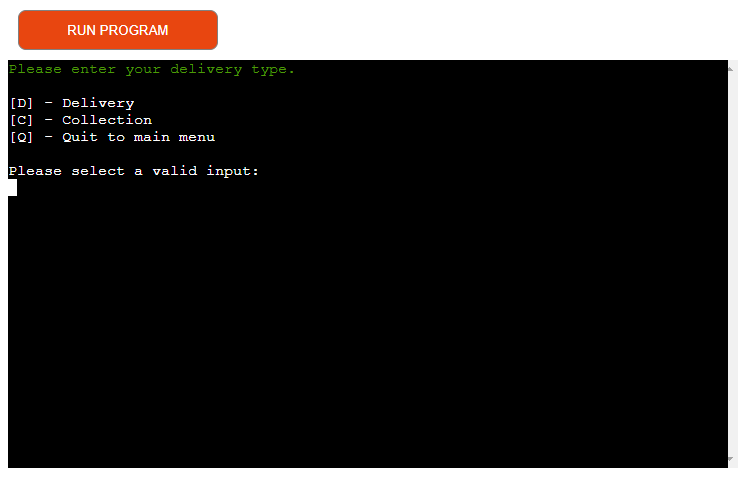 RUN PROGRAM
Please enter your delivery type.
[D] - Delivery
[C] - Collection
[Q] - Quit to main menu
Please select a valid input: